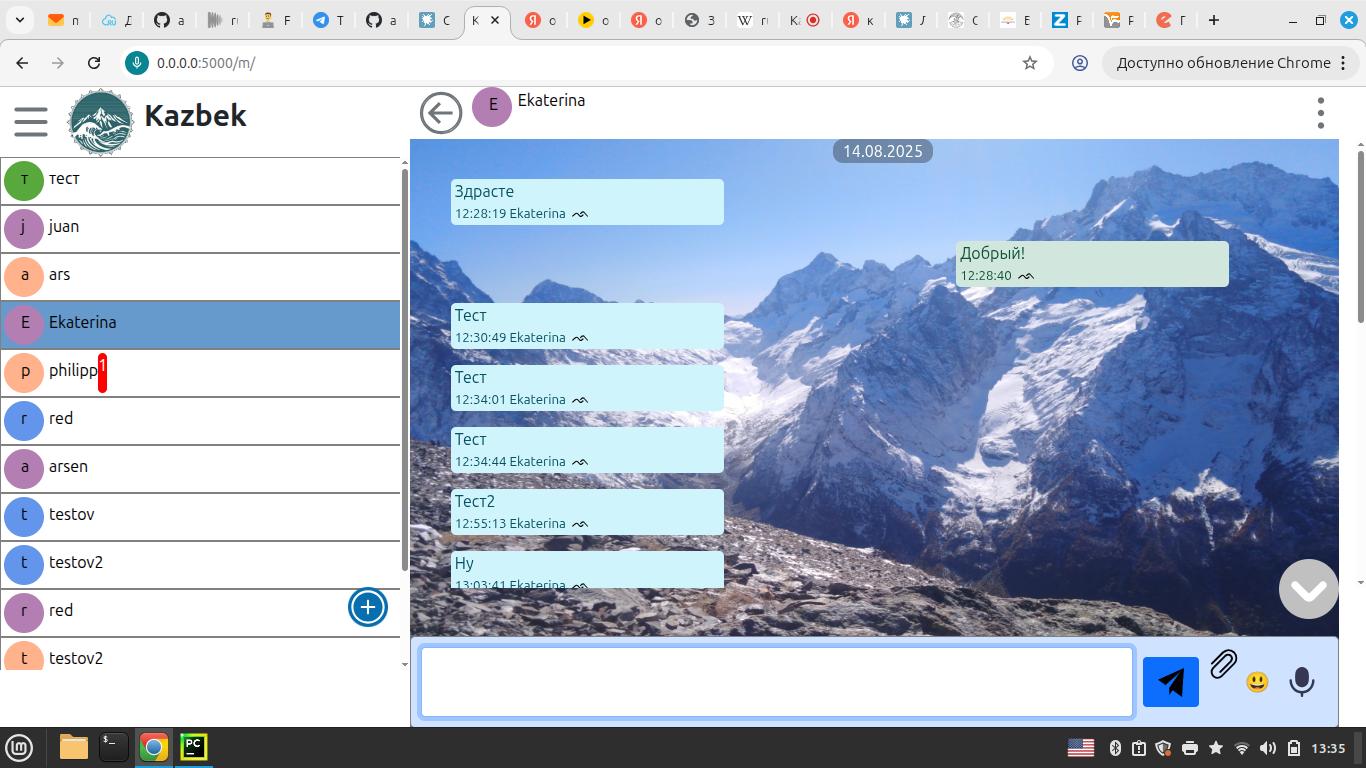 0.0.0.0:5000/m/
Доступно обновление Chrome
Kazbek
E Ekaterina
т тест
j juan
a ars
E Ekaterina
p philipp 1
r red
a arsen
t testov
t testov2
r red
t testov2
14.08.2025
Здрасте
12:28:19 Ekaterina
Добрый!
12:28:40
Тест
12:30:49 Ekaterina
Тест
12:34:01 Ekaterina
Тест
12:34:44 Ekaterina
Тест2
12:55:13 Ekaterina
Ну
13:03:41 Ekaterina
PC
13:35